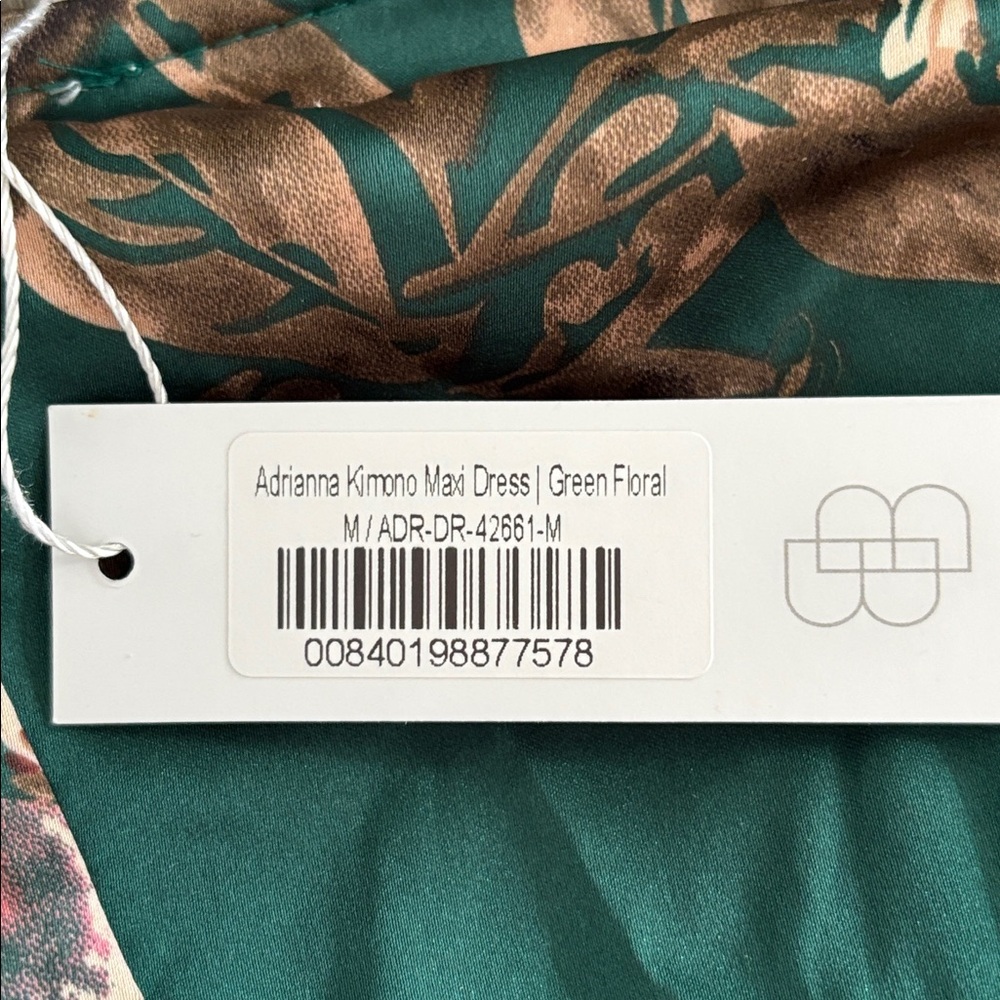 Adrianna Kimono Maxi Dress | Green Floral
M / ADR-DR-42661-M
00840198877578